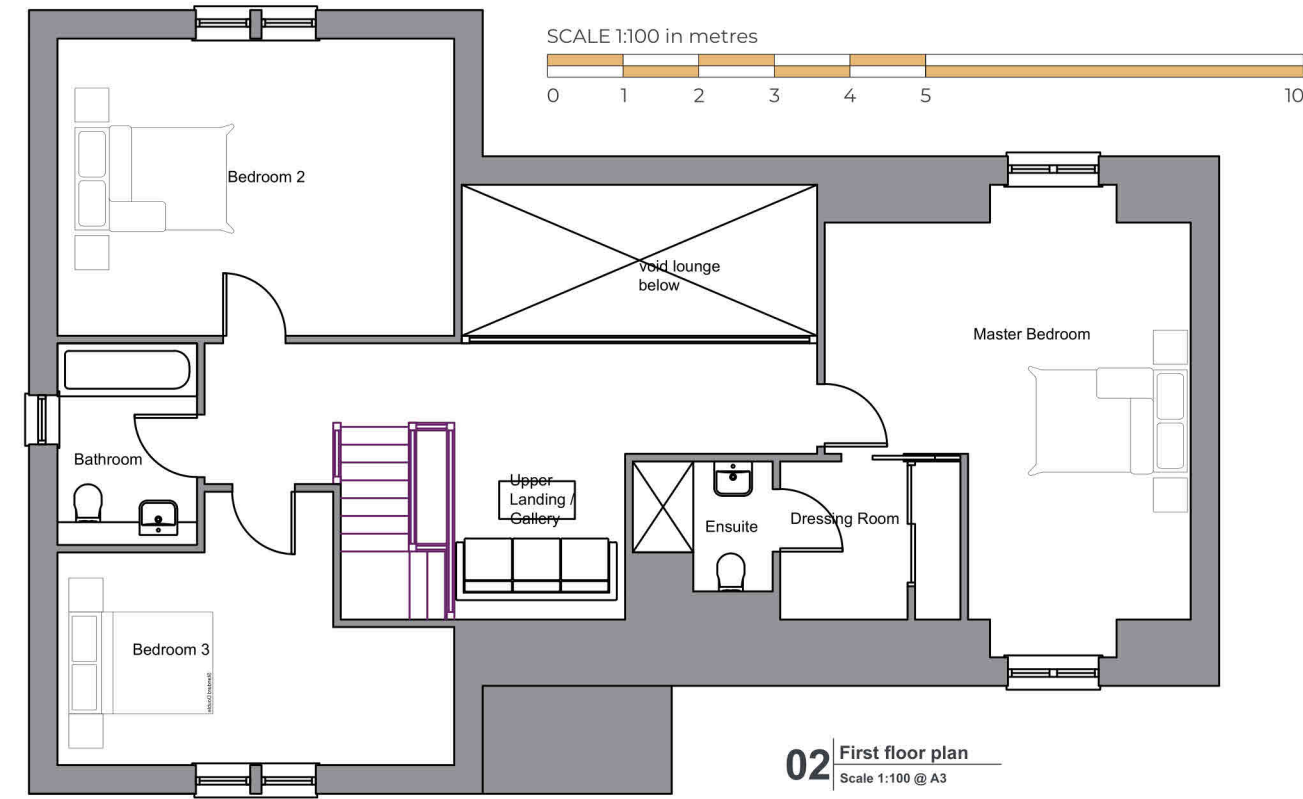 SCALE 1:100 in metres
0 1 2 3 4 5 10
Bedroom 2
void lounge
below
Master Bedroom
Bathroom
Upper
Landing /
Gallery
Ensuite
Dressing Room
Bedroom 3
02 First floor plan
Scale 1:100 @ A3